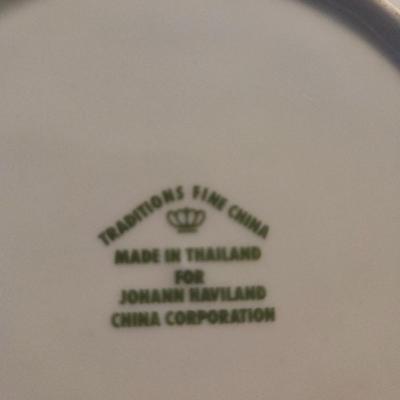 TRADITIONS FINE CHINA
MADE IN THAILAND
FOR
JOHANN HAVILAND
CHINA CORPORATION